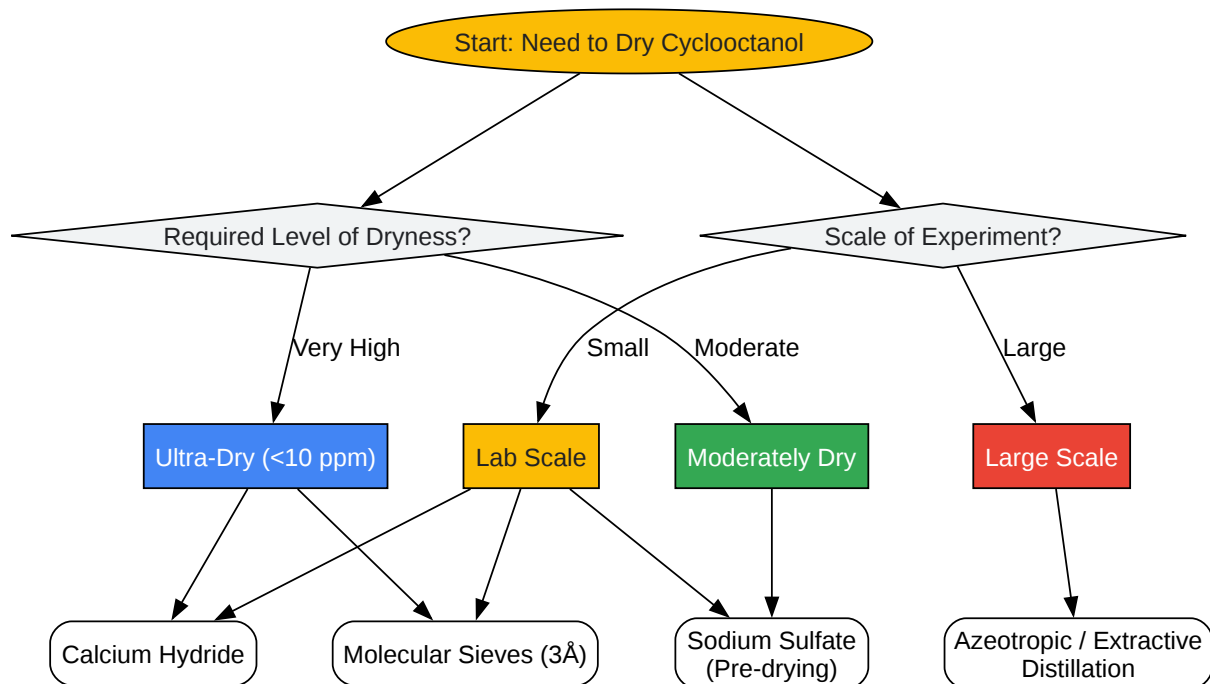 Start: Need to Dry Cyclooctanol
Required Level of Dryness?
Scale of Experiment?
Very High
Small
Moderate
Large
Ultra-Dry (<10 ppm)
Lab Scale
Moderately Dry
Large Scale
Calcium Hydride
Molecular Sieves (3Å)
Sodium Sulfate
(Pre-drying)
Azeotropic / Extractive
Distillation